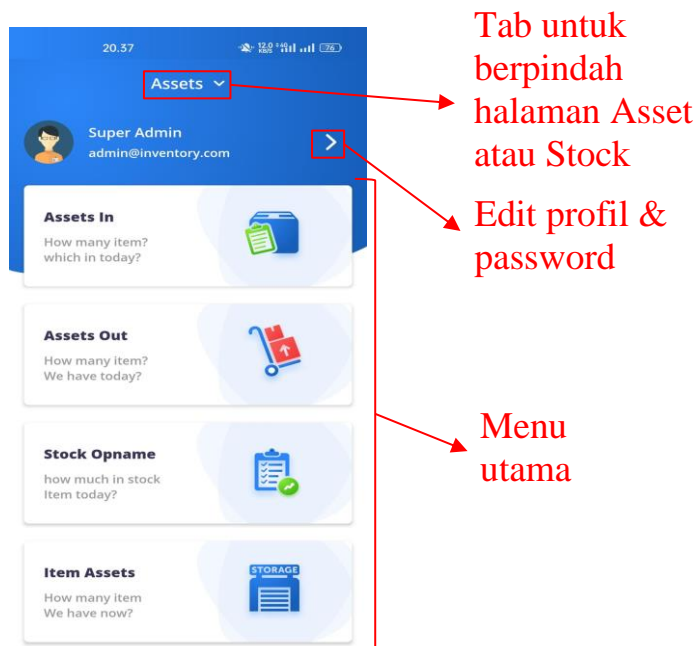 20.37
12.0 KB/S
76
Assets
Super Admin
admin@inventory.com
Assets In
How many item?
which in today?
Assets Out
How many item?
We have today?
Stock Opname
how much in stock
Item today?
STORAGE
Item Assets
How many item
We have now?
Tab untuk
berpindah
halaman Asset
atau Stock
Edit profil &
password
Menu
utama